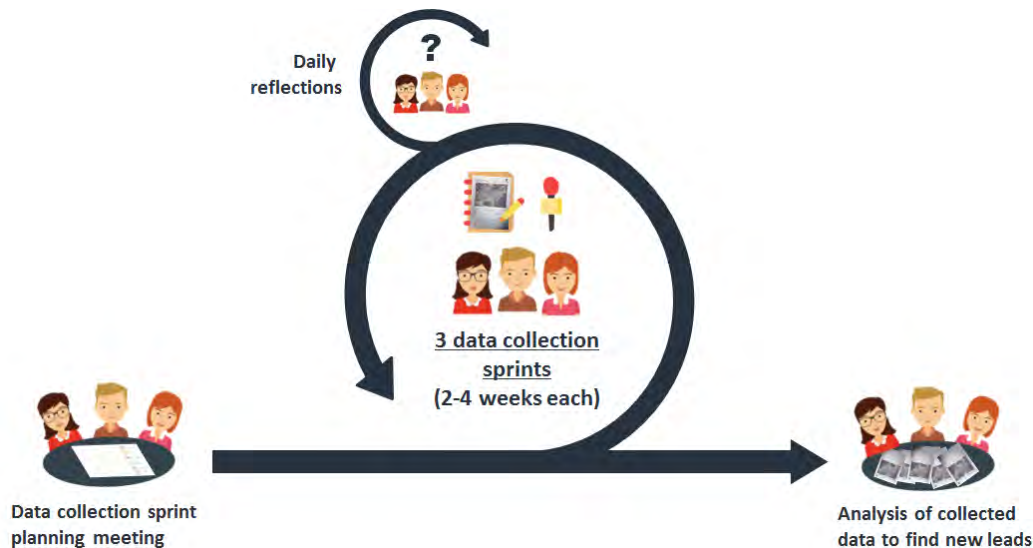 Daily
reflections
?
3 data collection
sprints
(2-4 weeks each)
Data collection sprint
planning meeting
Analysis of collected
data to find new leads